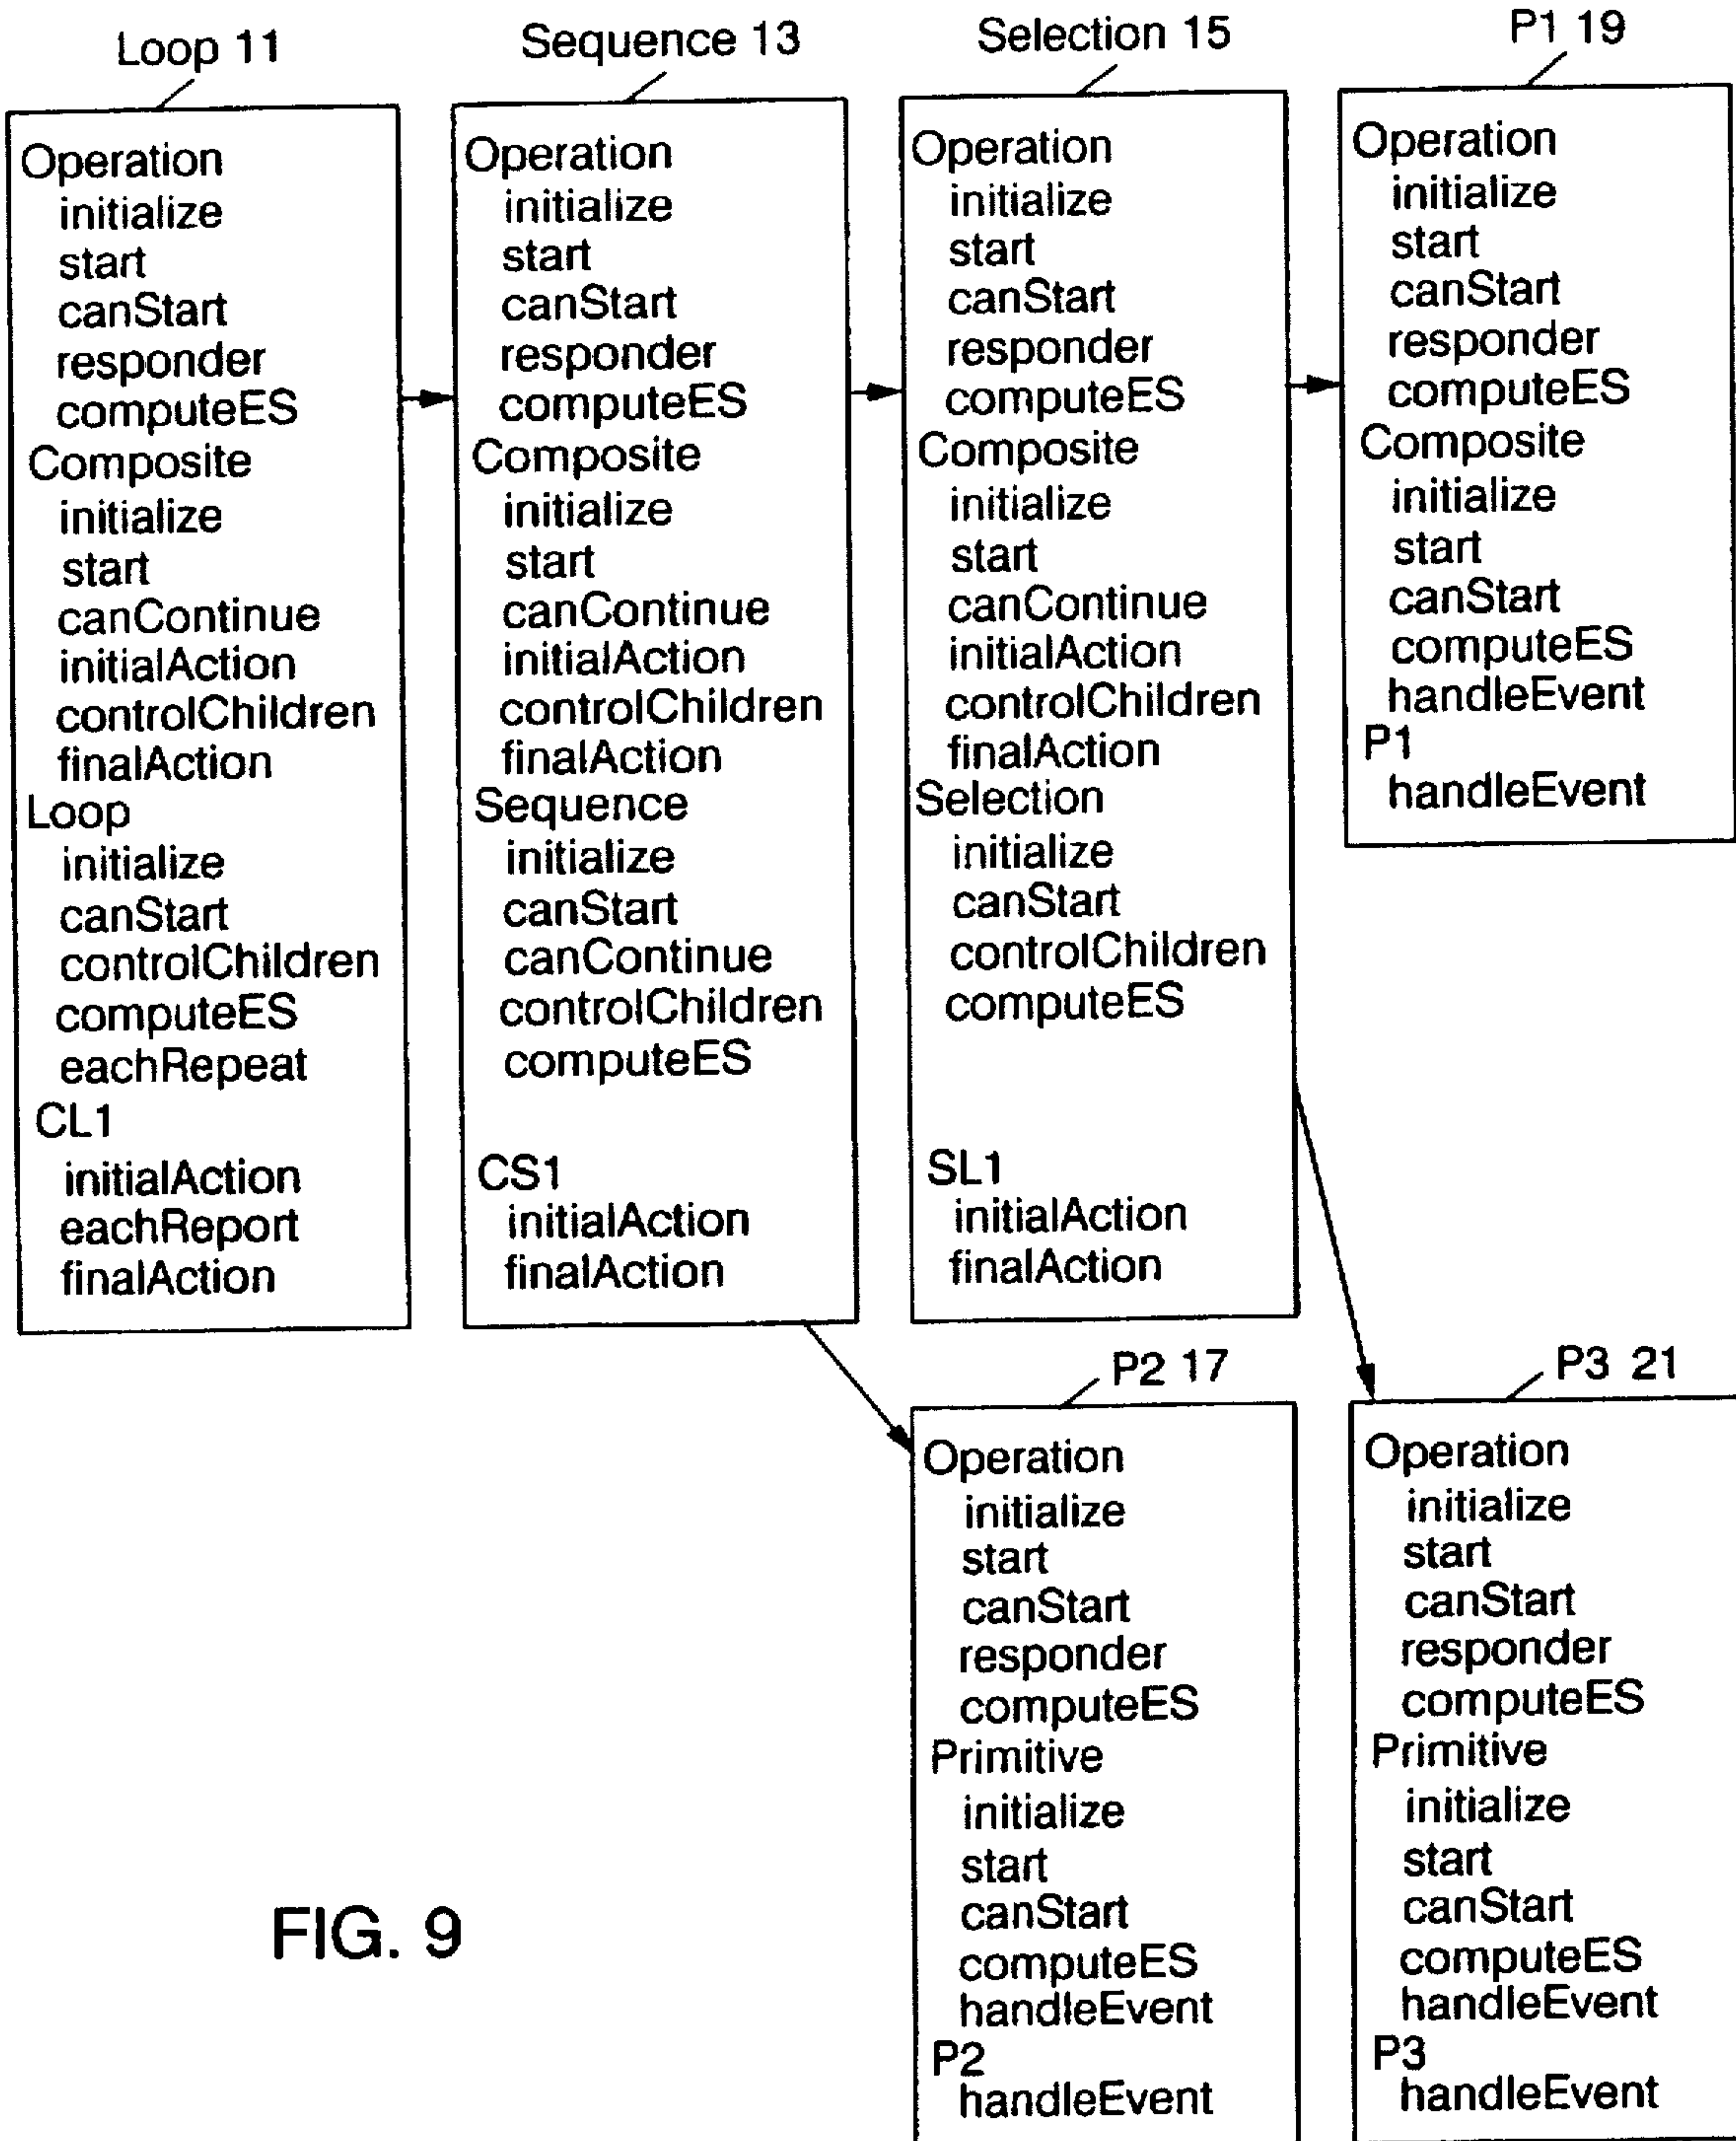 Loop 11
Operation
initialize
start
canStart
responder
computeES
Composite
initialize
start
canContinue
initialAction
controlChildren
finalAction
Loop
initialize
canStart
controlChildren
computeES
eachRepeat
CL1
initialAction
eachReport
finalAction
Sequence 13
Operation
initialize
start
canStart
responder
computeES
Composite
initialize
start
canContinue
initialAction
controlChildren
finalAction
Sequence
initialize
canStart
canContinue
controlChildren
computeES
CS1
initialAction
finalAction
Selection 15
Operation
initialize
start
canStart
responder
computeES
Composite
initialize
start
canContinue
initialAction
controlChildren
finalAction
Selection
initialize
canStart
controlChildren
computeES
SL1
initialAction
finalAction
P1 19
Operation
initialize
start
canStart
responder
computeES
Composite
initialize
start
canStart
computeES
handleEvent
P1
handleEvent
P2 17
Operation
initialize
start
canStart
responder
computeES
Primitive
initialize
start
canStart
computeES
handleEvent
P2
handleEvent
P3 21
Operation
initialize
start
canStart
responder
computeES
Primitive
initialize
start
canStart
computeES
handleEvent
P3
handleEvent
FIG. 9